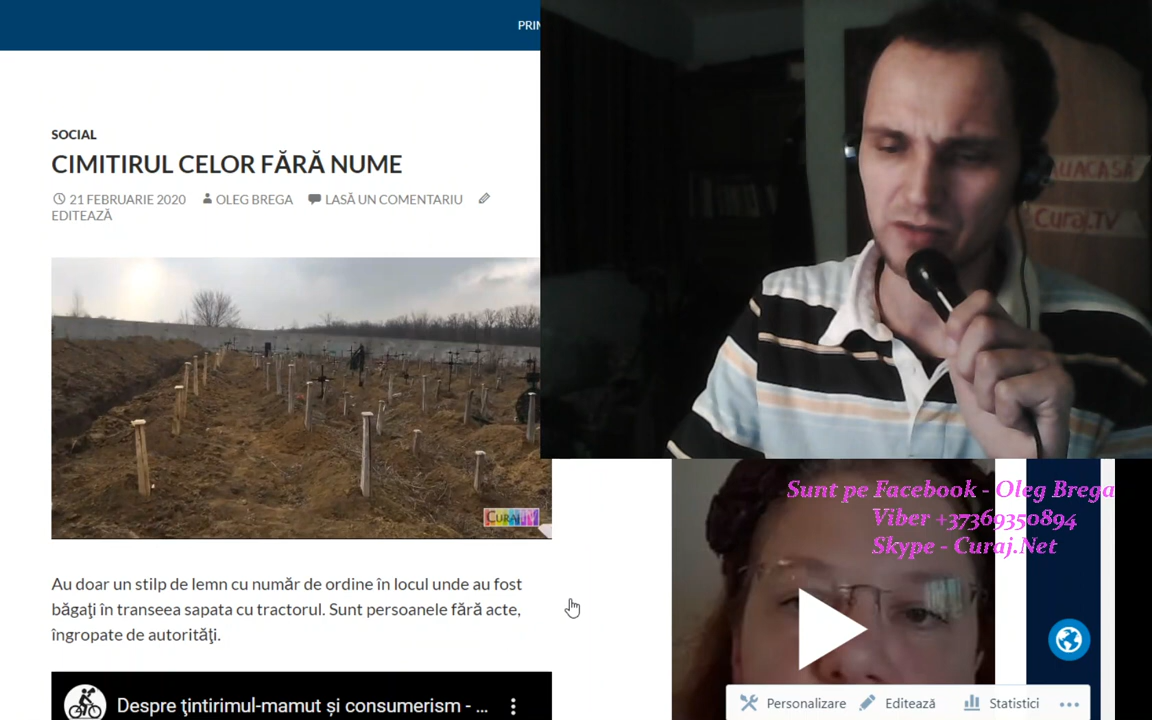 PRIM
SOCIAL
CIMITIRUL CELOR FĂRĂ NUME
21 FEBRUARIE 2020 OLEG BREGA LASĂ UN COMENTARIU
EDITEAZĂ
UACASA
Curaj.TV
Au doar un stilp de lemn cu număr de ordine în locul unde au fost
băgaţi în transeea sapata cu tractorul. Sunt persoanele fără acte,
îngropate de autorităţi.
Despre ţintirimul-mamut și consumerism - ...
Sunt pe Facebook - Oleg Brega
Viber +37369350894
Skype - Curaj.Net
Personalizare Editează Statistici